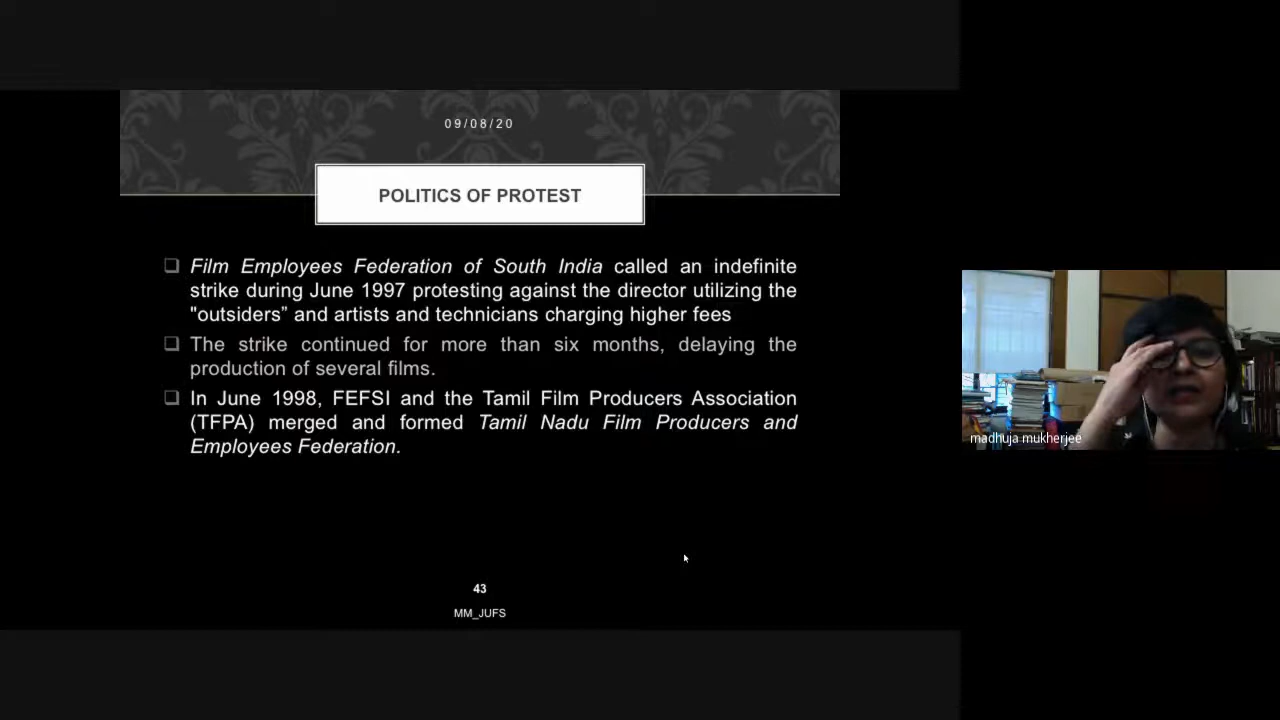 09/08/20
POLITICS OF PROTEST
❑ Film Employees Federation of South India called an indefinite
strike during June 1997 protesting against the director utilizing the
"outsiders” and artists and technicians charging higher fees
❑ The strike continued for more than six months, delaying the
production of several films.
❑ In June 1998, FEFSI and the Tamil Film Producers Association
(TFPA) merged and formed Tamil Nadu Film Producers and
Employees Federation.
43
MM_JUFS
madhuja mukherjee